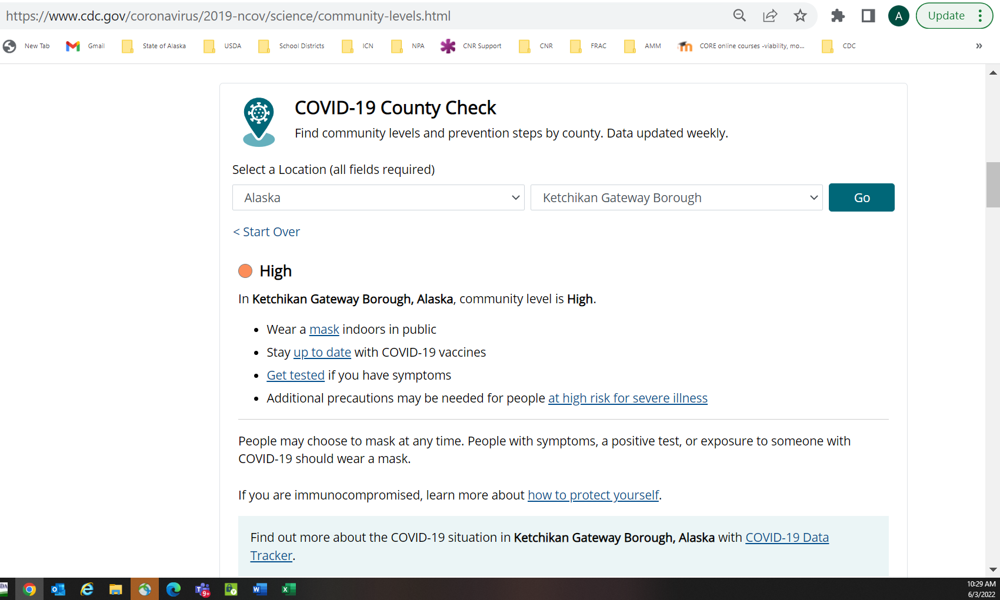 https://www.cdc.gov/coronavirus/2019-ncov/science/community-levels.html
A
Update
New Tab
Gmail
State of Alaska
USDA
School Districts
ICN
NPA
CNR Support
CNR
FRAC
AMM
CORE online courses -viability, mo...
CDC
»
COVID-19 County Check
Find community levels and prevention steps by county. Data updated weekly.
Select a Location (all fields required)
Alaska
Ketchikan Gateway Borough
Go
< Start Over
High
In Ketchikan Gateway Borough, Alaska, community level is High.
• Wear a mask indoors in public
• Stay up to date with COVID-19 vaccines
• Get tested if you have symptoms
• Additional precautions may be needed for people at high risk for severe illness
People may choose to mask at any time. People with symptoms, a positive test, or exposure to someone with
COVID-19 should wear a mask.
If you are immunocompromised, learn more about how to protect yourself.
Find out more about the COVID-19 situation in Ketchikan Gateway Borough, Alaska with COVID-19 Data
Tracker.
9+
10:29 AM
6/3/2022